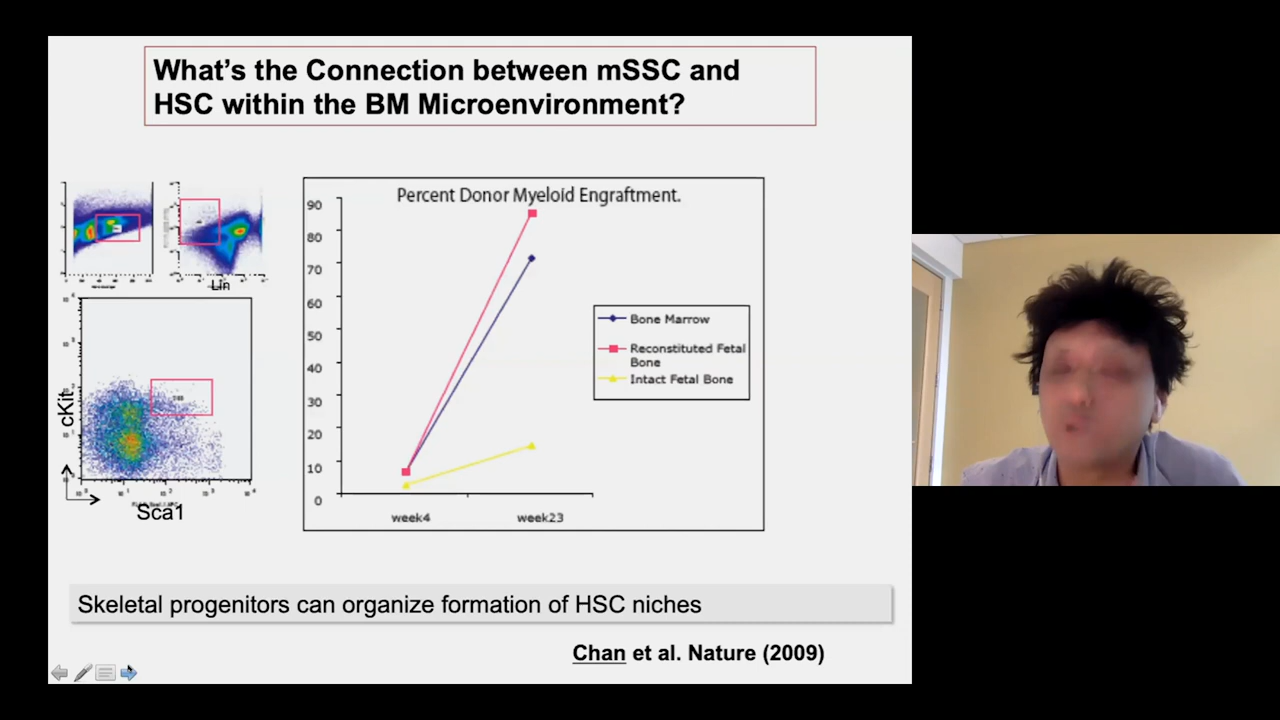 What's the Connection between mSSC and
HSC within the BM Microenvironment?
Lin
cKit
Sca1
Percent Donor Myeloid Engraftment.
90
80
70
60
50
40
30
20
10
0
week4
week23
Bone Marrow
Reconstituted Fetal
Bone
Intact Fetal Bone
Skeletal progenitors can organize formation of HSC niches
Chan et al. Nature (2009)